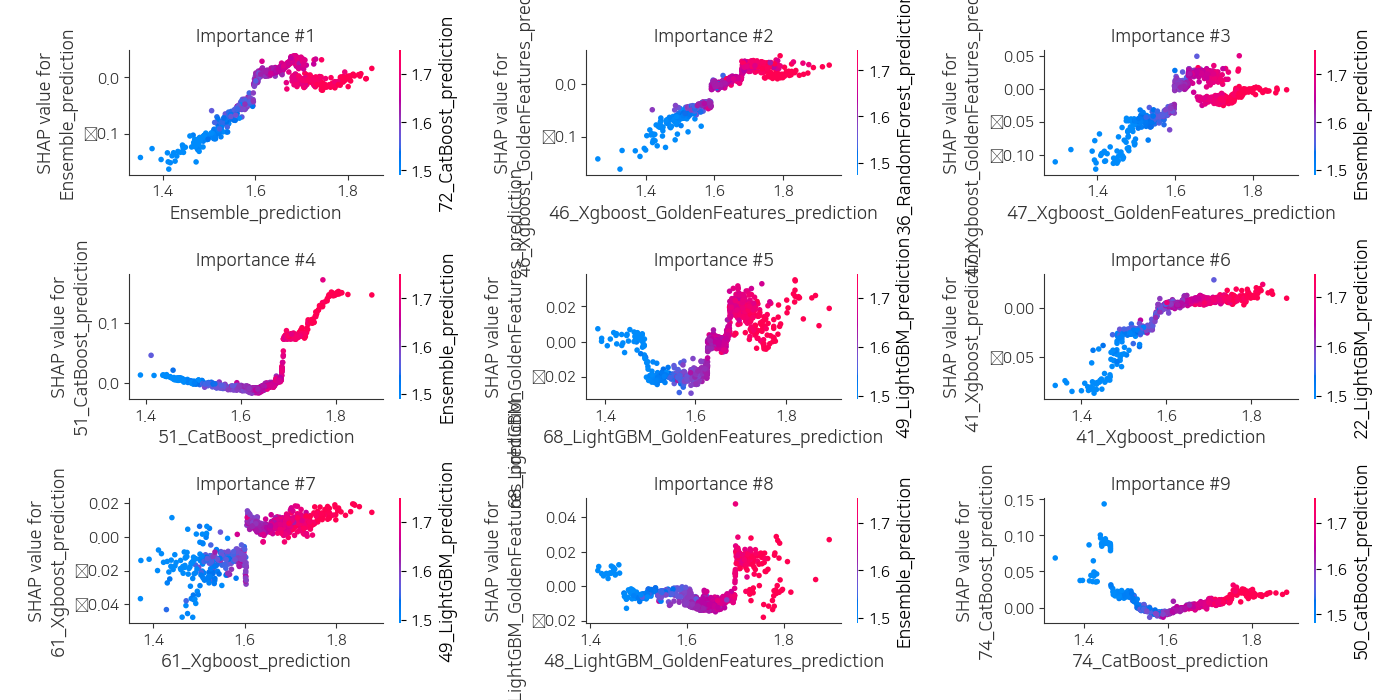 Importance #1
SHAP value for
Ensemble_prediction
0.0
0.1
1.4
1.6
1.8
Ensemble_prediction
1.7
1.6
1.5
72_CatBoost_prediction
Importance #2
SHAP value for
46_Xgboost_GoldenFeatures_prediction
0.0
0.1
1.4
1.6
1.8
46_Xgboost_GoldenFeatures_prediction
1.7
1.6
1.5
36_RandomForest_prediction
Importance #3
SHAP value for
47_Xgboost_GoldenFeatures_prediction
0.05
0.00
0.05
0.10
1.4
1.6
1.8
47_Xgboost_GoldenFeatures_prediction
1.7
1.6
1.5
Ensemble_prediction
Importance #4
SHAP value for
51_CatBoost_prediction
0.1
0.0
1.4
1.6
1.8
51_CatBoost_prediction
1.7
1.6
1.5
Ensemble_prediction
Importance #5
SHAP value for
68_LightGBM_GoldenFeatures_prediction
0.02
0.00
0.02
1.4
1.6
1.8
68_LightGBM_GoldenFeatures_prediction
1.7
1.6
1.5
49_LightGBM_prediction
Importance #6
SHAP value for
41_Xgboost_prediction
0.00
0.05
1.4
1.6
1.8
41_Xgboost_prediction
1.7
1.6
1.5
22_LightGBM_prediction
Importance #7
SHAP value for
61_Xgboost_prediction
0.02
0.00
0.02
0.04
1.4
1.6
1.8
61_Xgboost_prediction
1.7
1.6
1.5
49_LightGBM_prediction
Importance #8
SHAP value for
LightGBM_GoldenFeatures_prediction
0.04
0.02
0.00
0.02
1.4
1.6
1.8
48_LightGBM_GoldenFeatures_prediction
1.7
1.6
1.5
Ensemble_prediction
Importance #9
SHAP value for
74_CatBoost_prediction
0.15
0.10
0.05
0.00
1.4
1.6
1.8
74_CatBoost_prediction
1.7
1.6
1.5
50_CatBoost_prediction